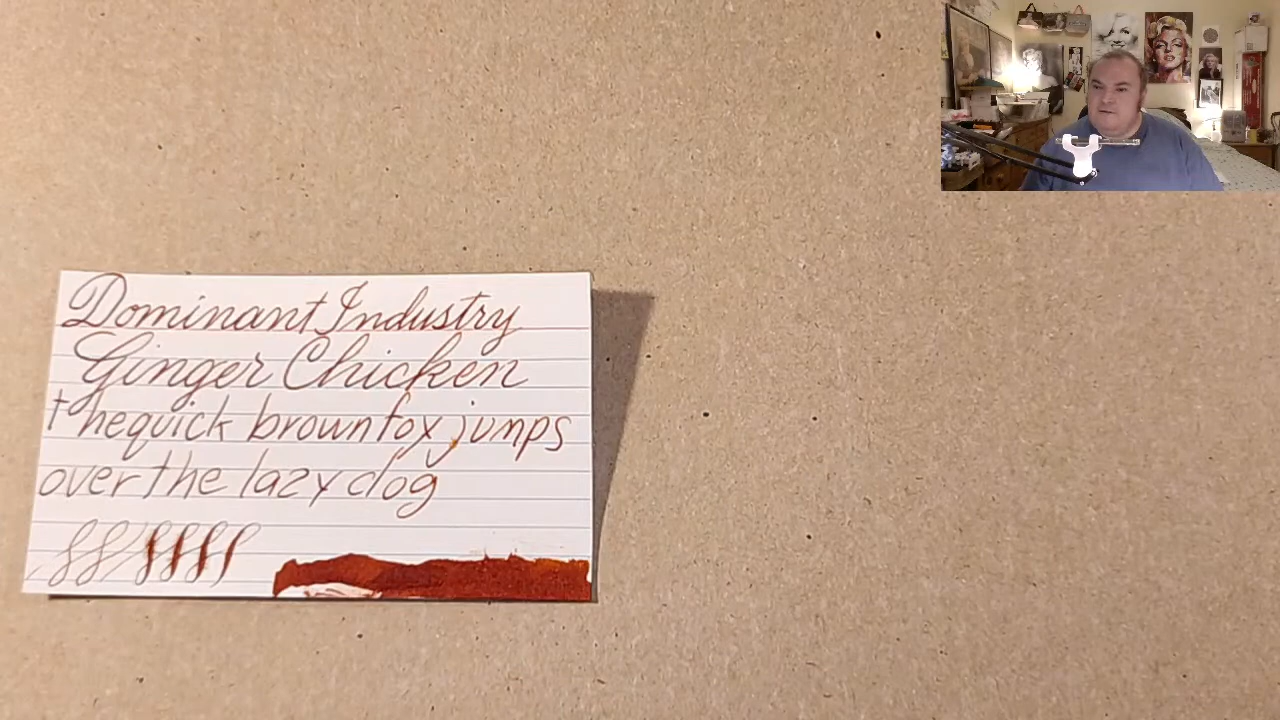 Dominant Industry
Ginger Chicken
the quick brown fox jumps
over the lazy dog